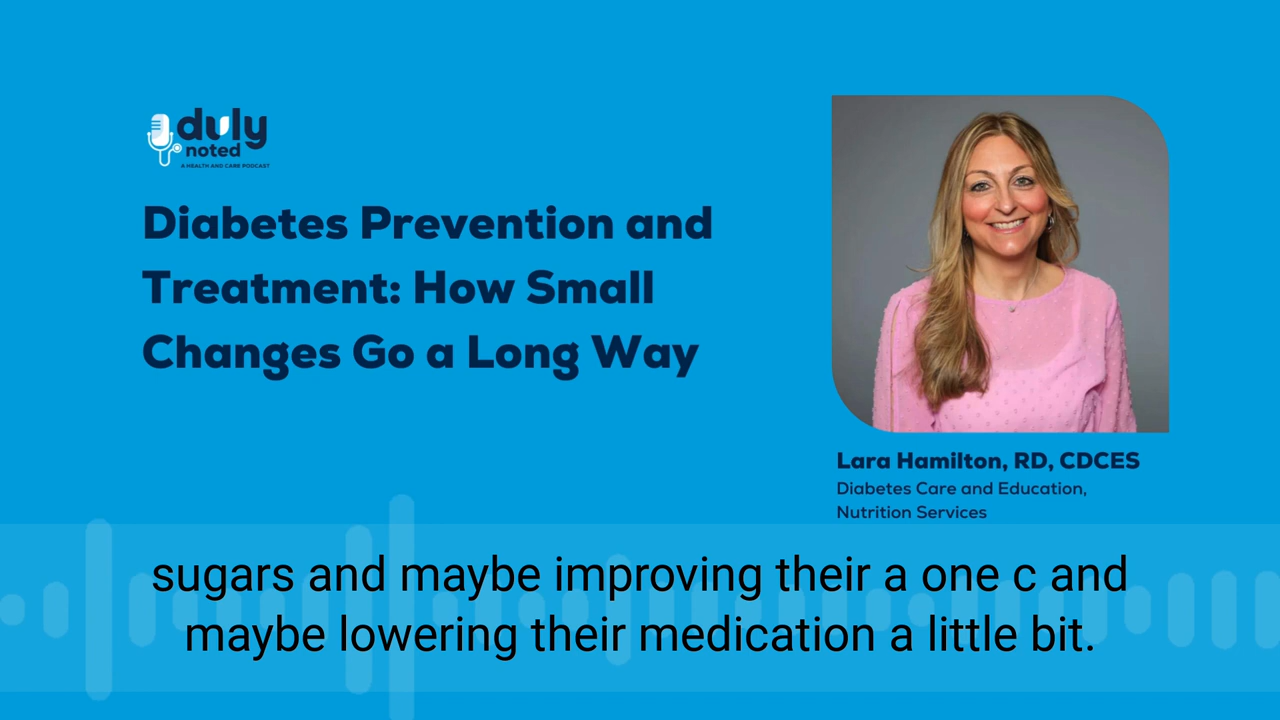 duly
noted
A HEALTH AND CARE PODCAST
Diabetes Prevention and
Treatment: How Small
Changes Go a Long Way
Lara Hamilton, RD, CDCES
Diabetes Care and Education,
Nutrition Services
sugars and maybe improving their a one c and
maybe lowering their medication a little bit.